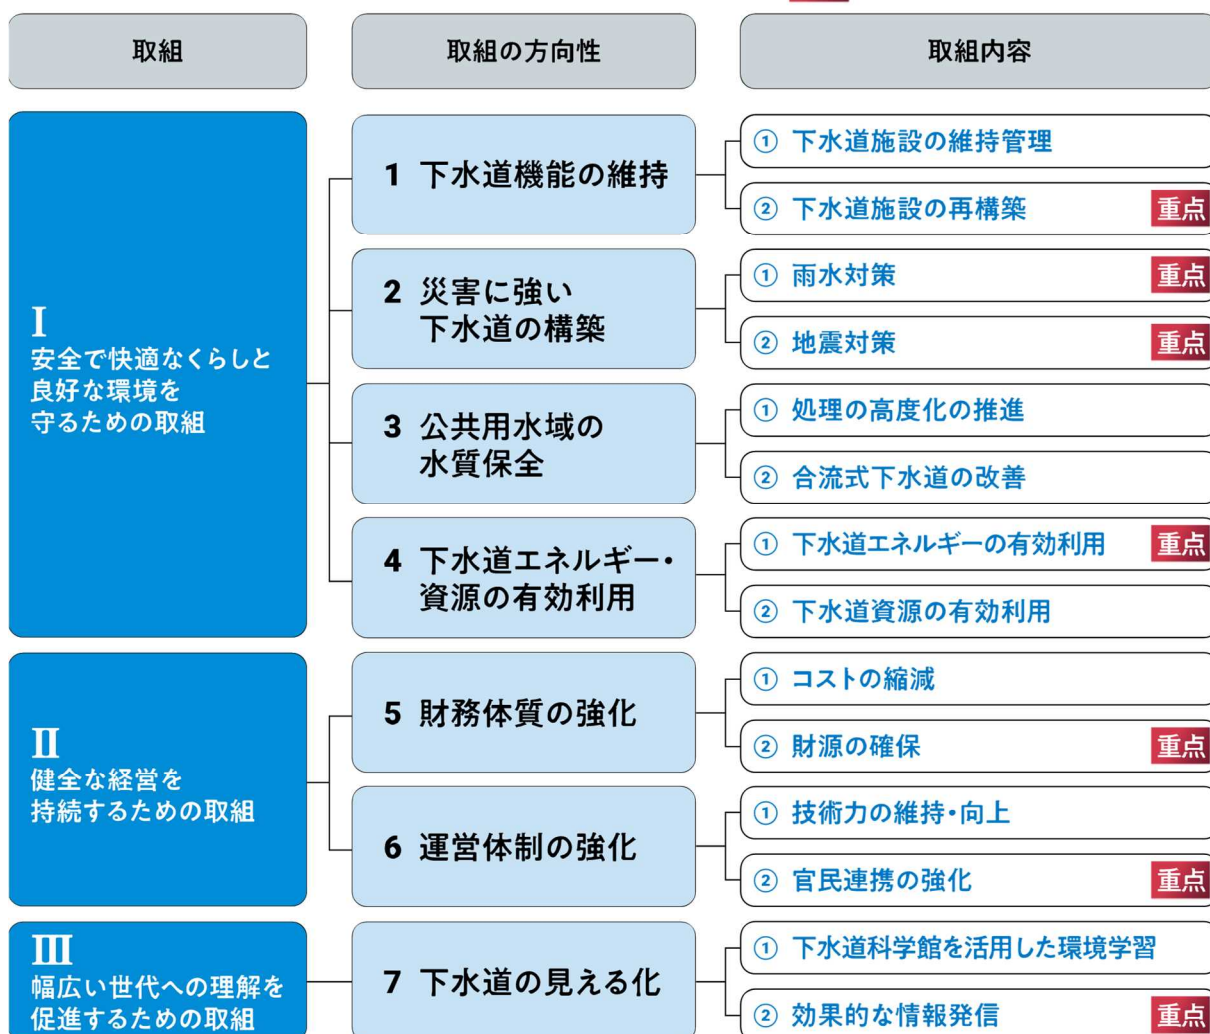 取組
取組の方向性
取組内容
I
安全で快適なくらしと
良好な環境を
守るための取組
1 下水道機能の維持
① 下水道施設の維持管理
② 下水道施設の再構築 重点
2 災害に強い
下水道の構築
① 雨水対策 重点
② 地震対策 重点
3 公共用水域の
水質保全
① 処理の高度化の推進
② 合流式下水道の改善
4 下水道エネルギー・
資源の有効利用
① 下水道エネルギーの有効利用 重点
② 下水道資源の有効利用
II
健全な経営を
持続するための取組
5 財務体質の強化
① コストの縮減
② 財源の確保 重点
6 運営体制の強化
① 技術力の維持・向上
② 官民連携の強化 重点
III
幅広い世代への理解を
促進するための取組
7 下水道の見える化
① 下水道科学館を活用した環境学習
② 効果的な情報発信 重点